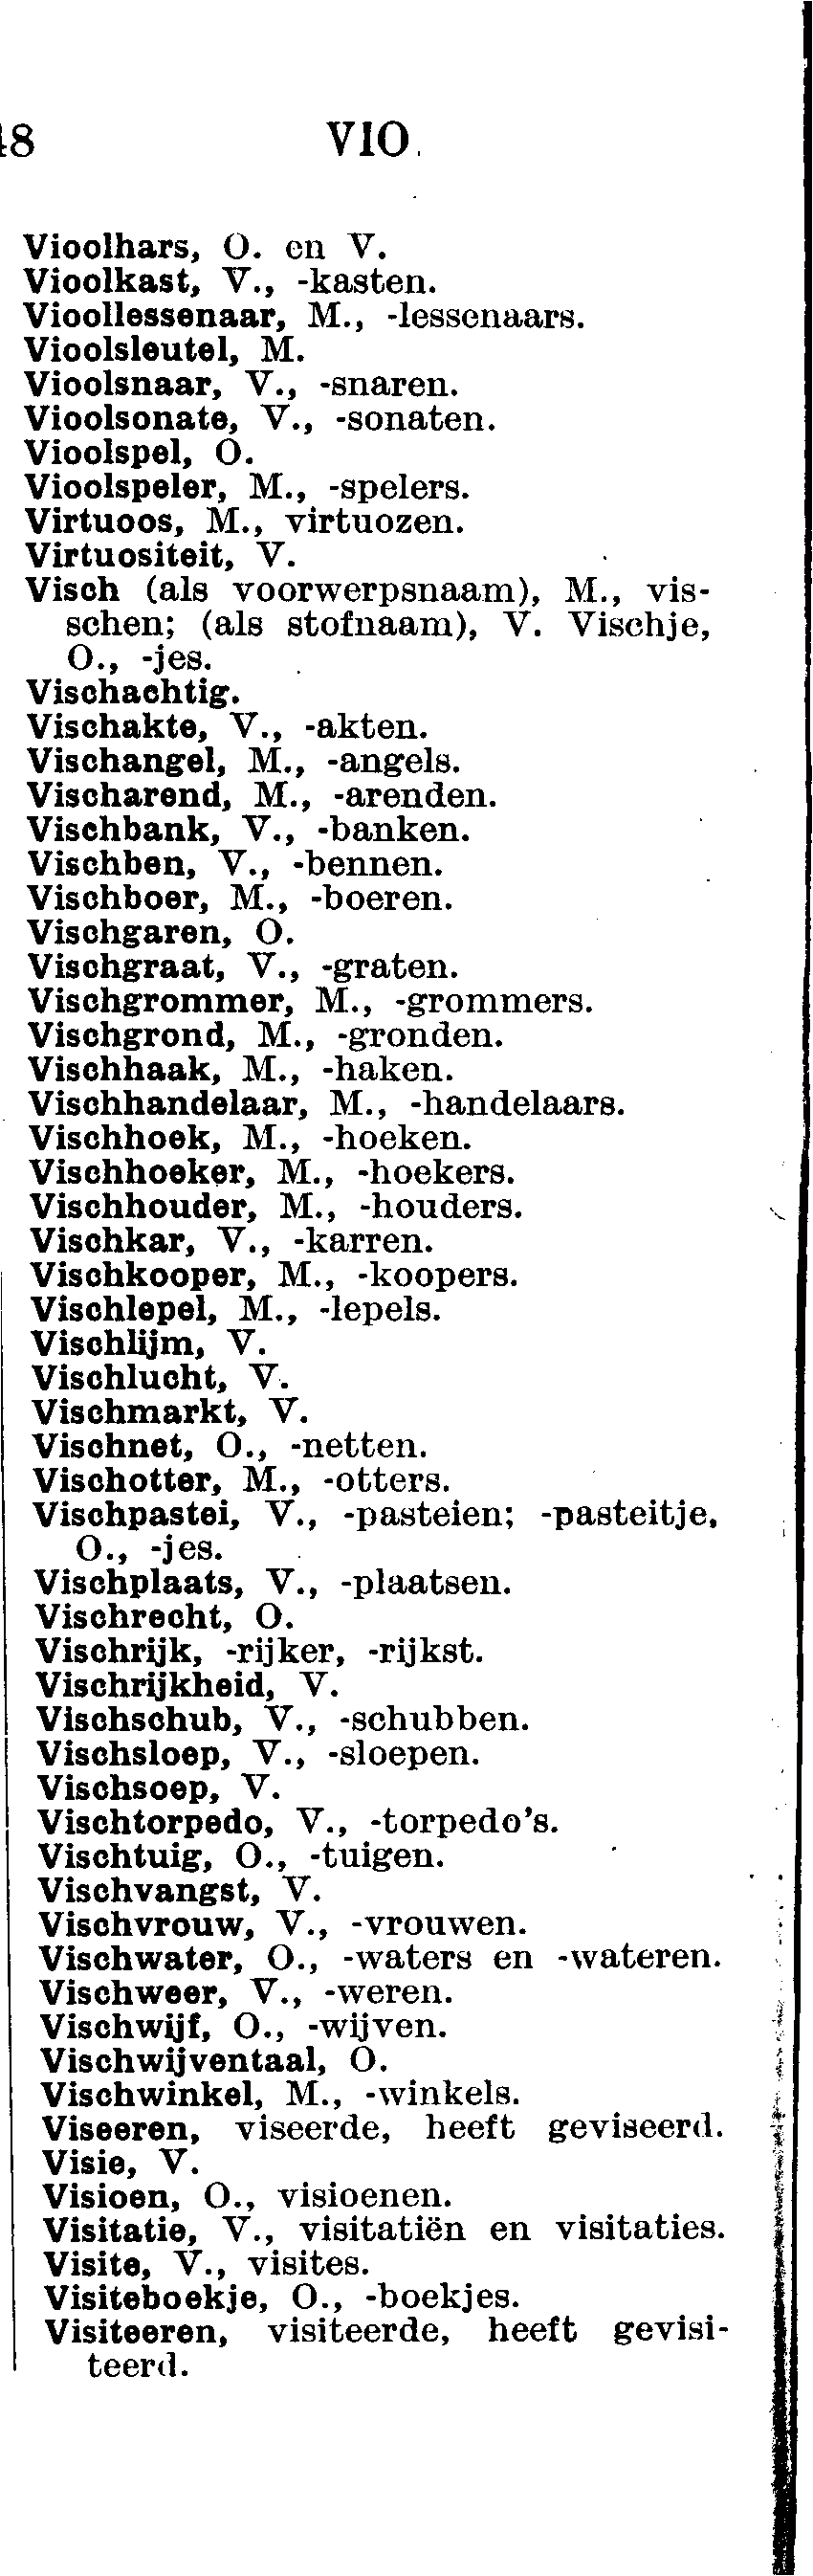 48 VIO.
Vioolhars, O. en V.
Vioolkast, V., -kasten.
Vioollessenaar, M., -lessenaars.
Vioolsleutel, M.
Vioolsnaar, V., -snaren.
Vioolsonate, V., -sonaten.
Vioolspel, O.
Vioolspeler, M., -spelers.
Virtuoos, M., virtuozen.
Virtuositeit, V.
Visch (als voorwerpsnaam), M., vis-
schen; (als stofnaam), V. Vischje,
O., -jes.
Vischachtig.
Vischakte, V., -akten.
Vischangel, M., -angels.
Vischarend, M., -arenden.
Vischbank, V., -banken.
Vischben, V., -bennen.
Vischboer, M., -boeren.
Vischgaren, O.
Vischgraat, V., -graten.
Vischgrommer, M., -grommers.
Vischgrond, M., -gronden.
Vischhaak, M., -haken.
Vischhandelaar, M., -handelaars.
Vischhoek, M., -hoeken.
Vischhoeker, M., -hoekers.
Vischhouder, M., -houders.
Vischkar, V., -karren.
Vischkooper, M., -koopers.
Vischlepel, M., -lepels.
Vischlijm, V.
Vischlucht, V.
Vischmarkt, V.
Vischnet, O., -netten.
Vischotter, M., -otters.
Vischpastei, V., -pasteien; -pasteitje,
O., -jes.
Vischplaats, V., -plaatsen.
Vischrecht, O.
Vischrijk, -rijker, -rijkst.
Vischrijkheid, V.
Vischschub, V., -schubben.
Vischsloep, V., -sloepen.
Vischsoep, V.
Vischtorpedo, V., -torpedo's.
Vischtuig, O., -tuigen.
Vischvangst, V.
Vischvrouw, V., -vrouwen.
Vischwater, O., -waters en -wateren.
Vischweer, V., -weren.
Vischwijf, O., -wijven.
Vischwijventaal, O.
Vischwinkel, M., -winkels.
Viseeren, viseerde, heeft geviseerd.
Visie, V.
Visioen, O., visioenen.
Visitatie, V., visitatiën en visitaties.
Visite, V., visites.
Visiteboekje, O., -boekjes.
Visiteeren, visiteerde, heeft gevisi-
teerd.